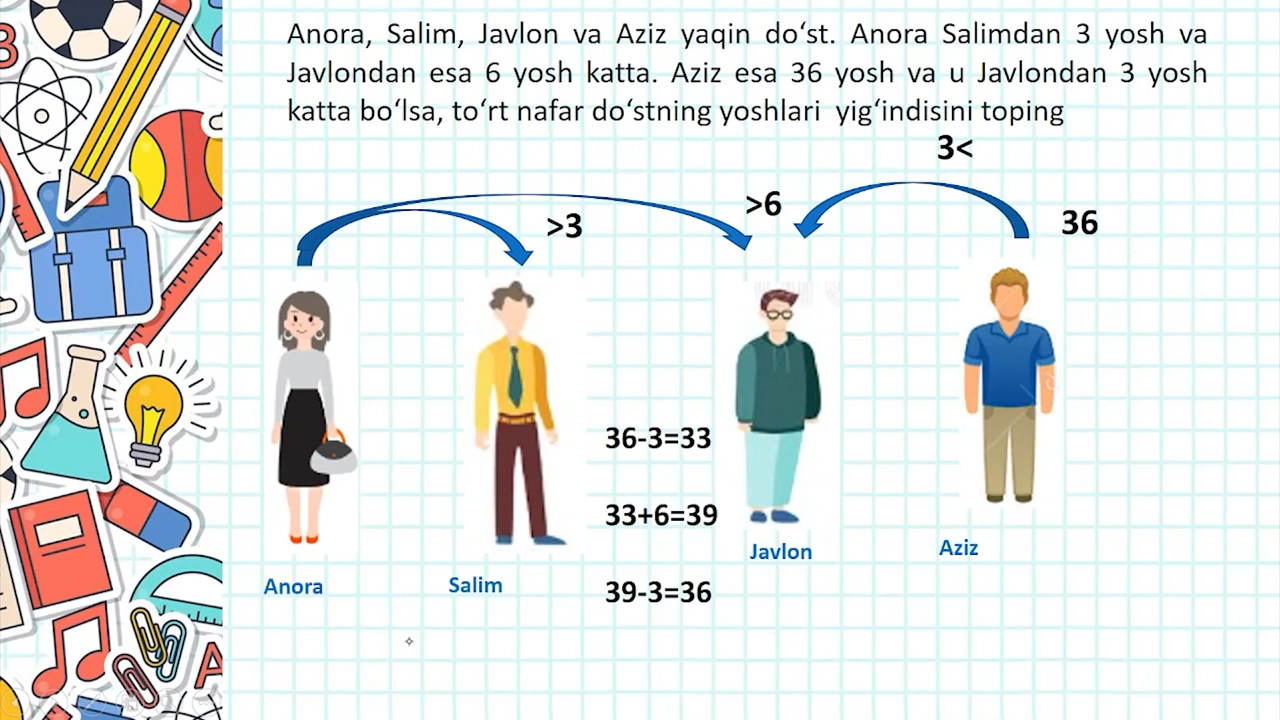 Anora, Salim, Javlon va Aziz yaqin do‘st. Anora Salimdan 3 yosh va
Javlondan esa 6 yosh katta. Aziz esa 36 yosh va u Javlondan 3 yosh
katta bo‘lsa, to‘rt nafar do‘stning yoshlari yig‘indisini toping
3<
>6
>3
36
36-3=33
33+6=39
39-3=36
Javlon
Aziz
Anora
Salim
B
A